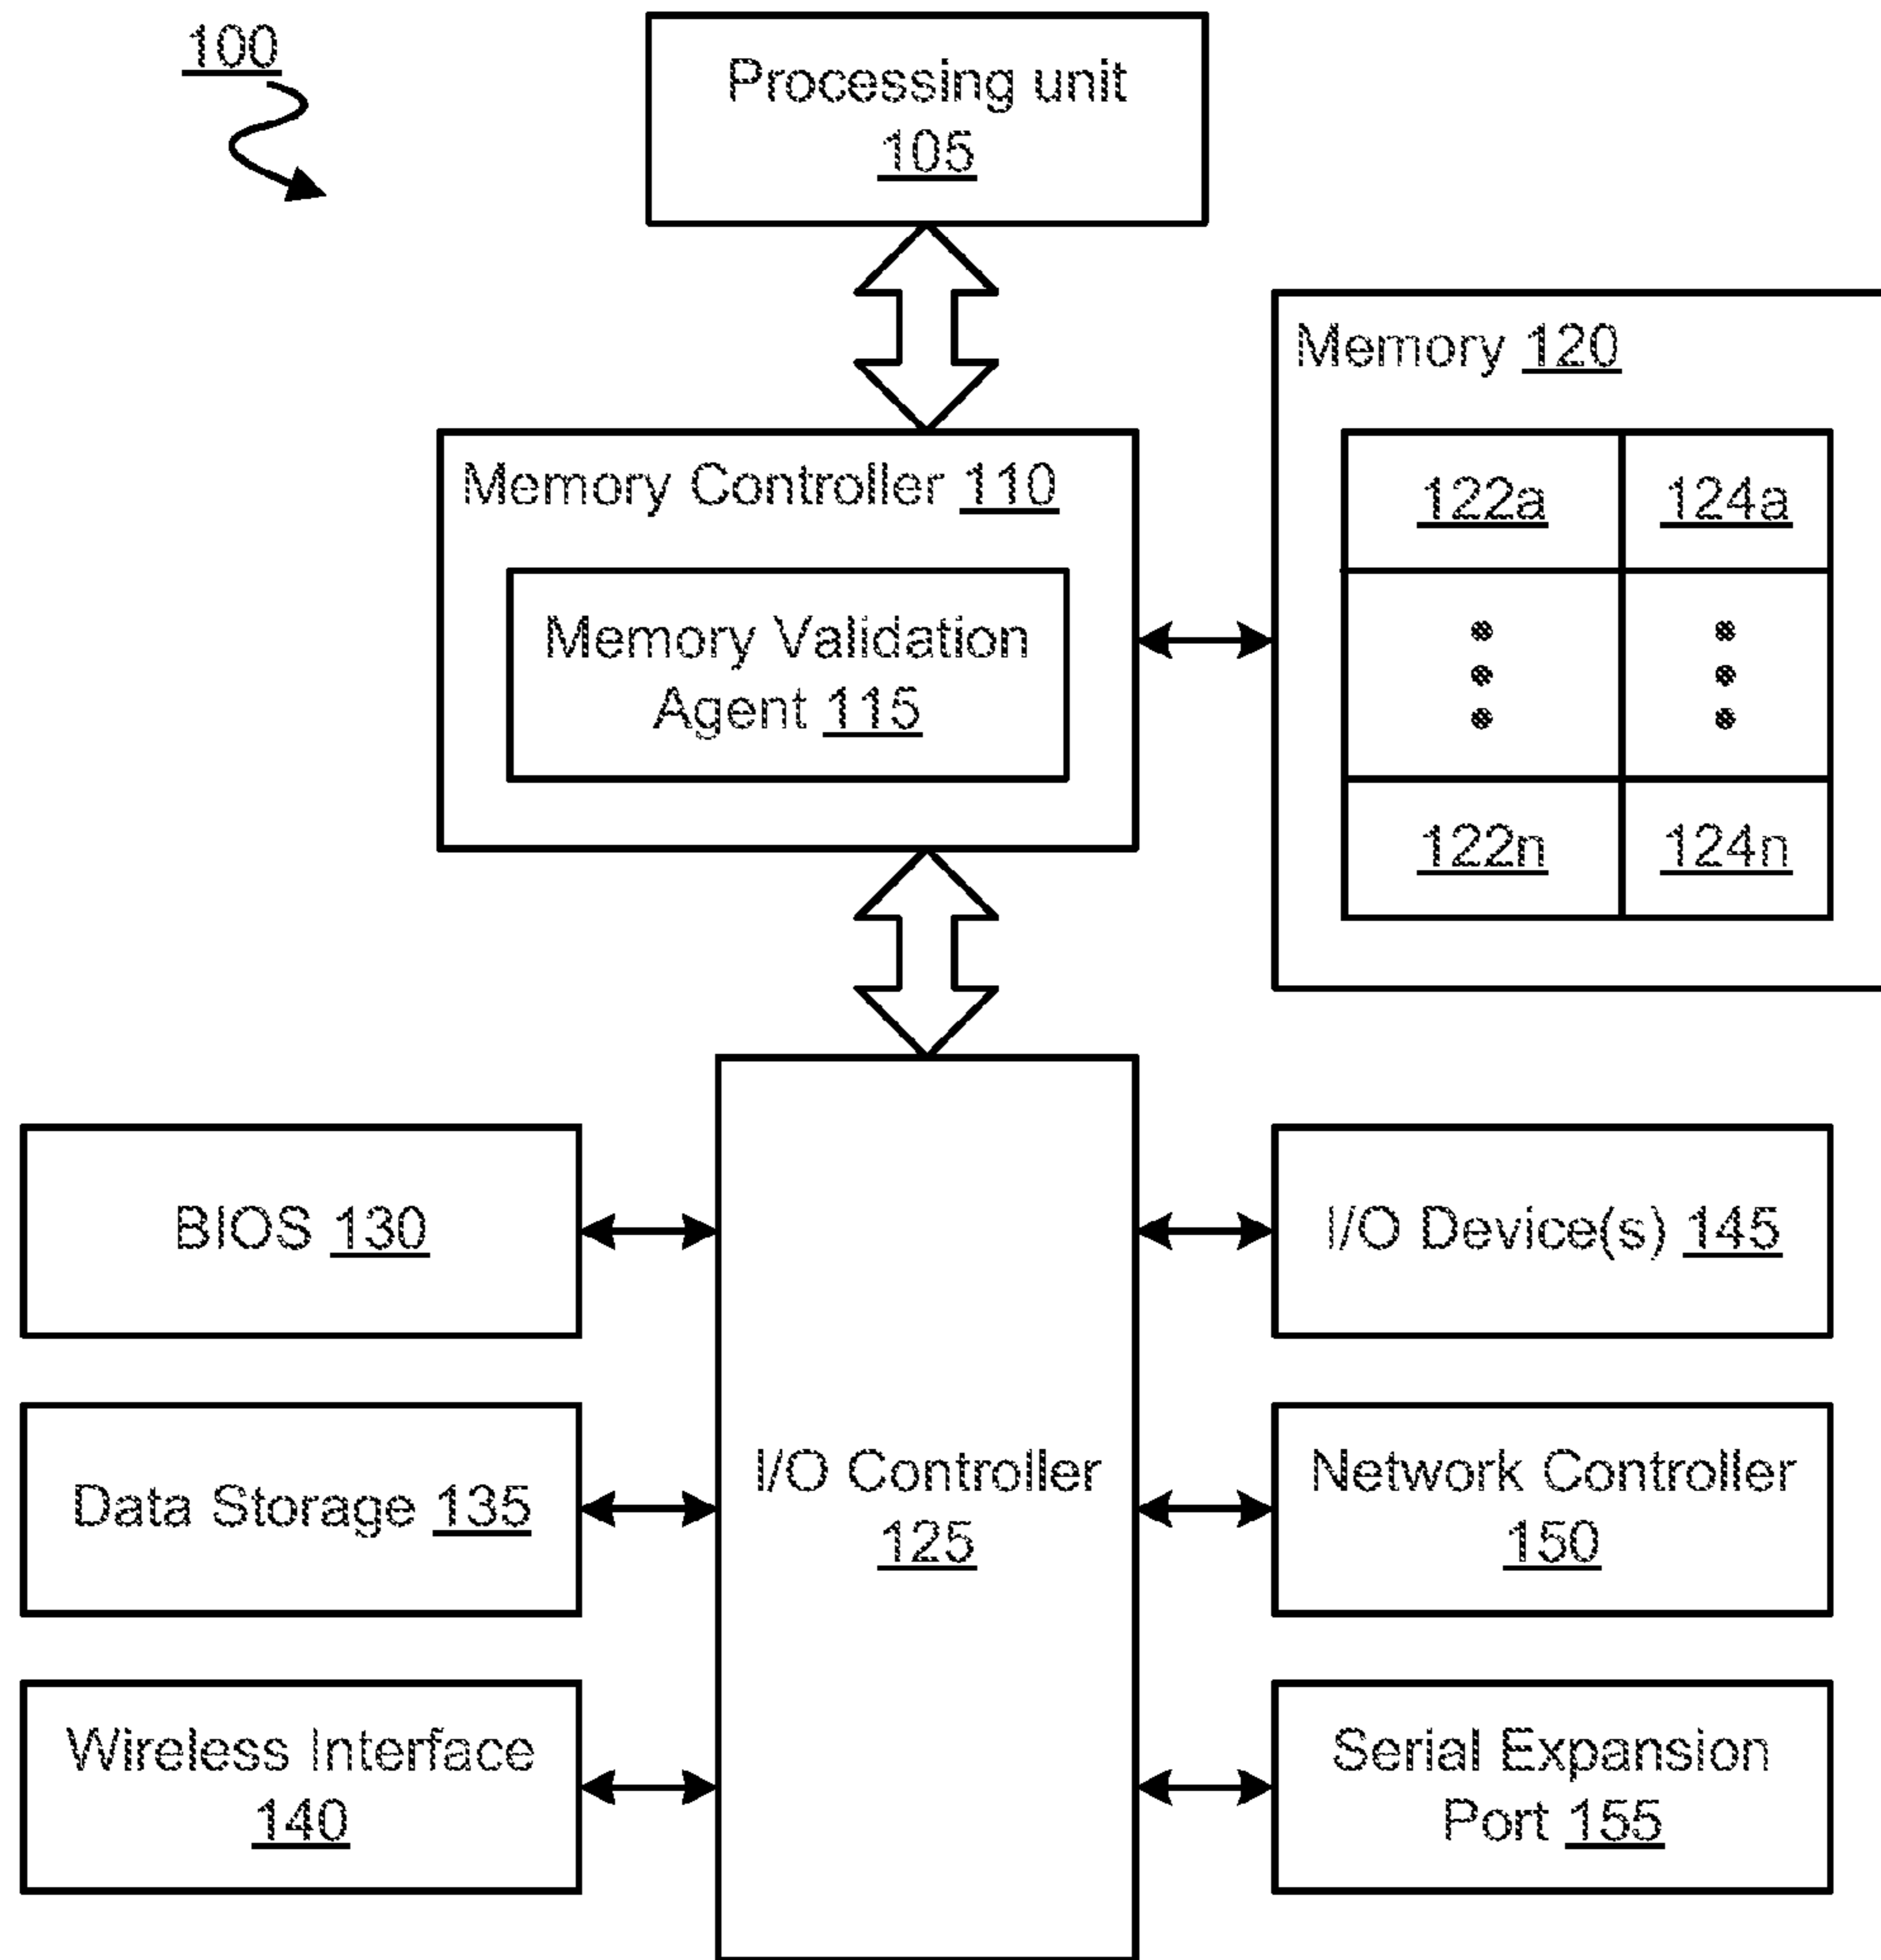 100
Processing unit
105
Memory 120
Memory Controller 110
122a
124a
Memory Validation
Agent 115
122n
124n
BIOS 130
I/O Device(s) 145
Data Storage 135
I/O Controller
125
Network Controller
150
Wireless Interface
140
Serial Expansion
Port 155